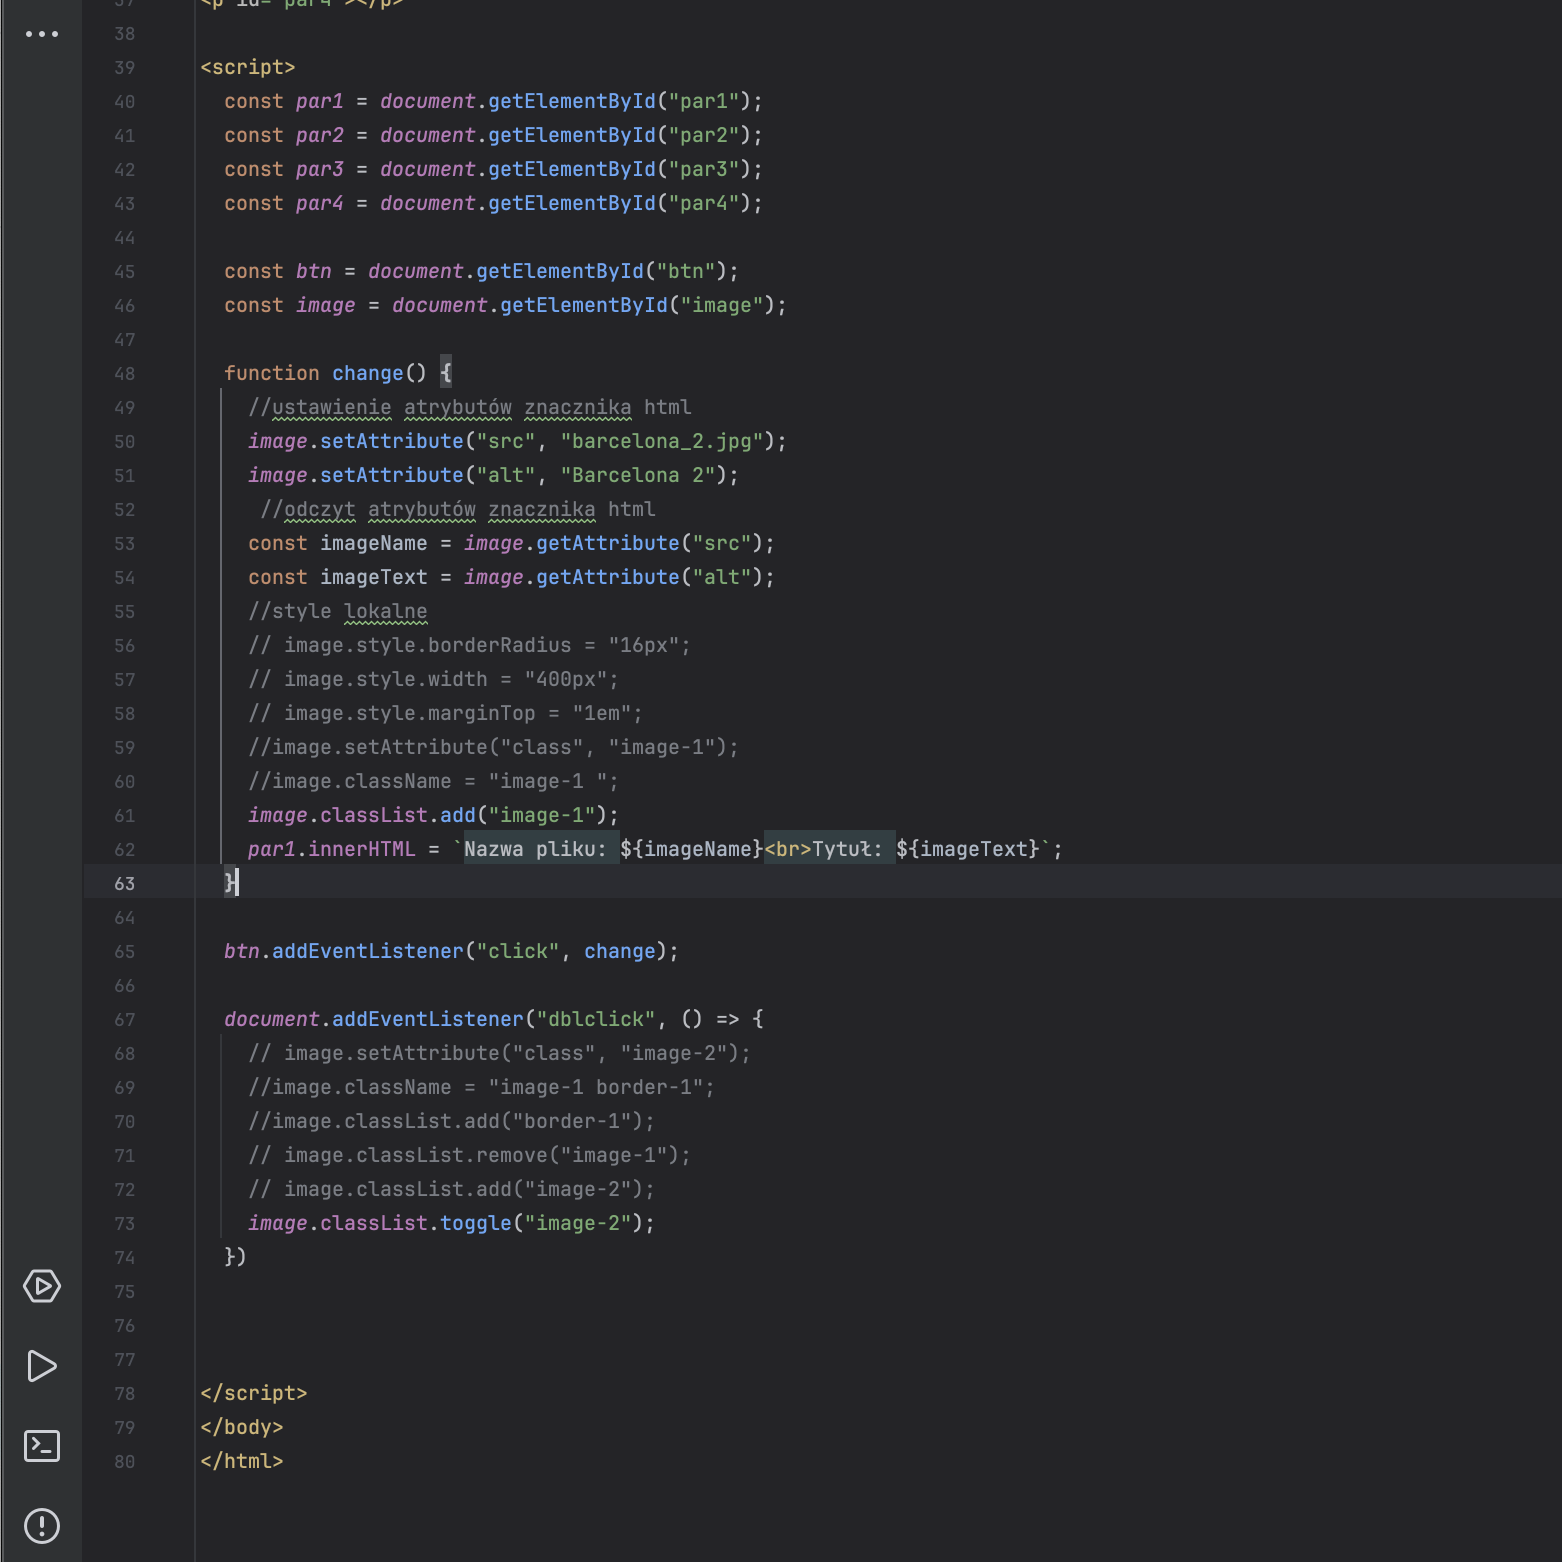 37 <p id="par4"></p>
38
39 <script>
40 const par1 = document.getElementById("par1");
41 const par2 = document.getElementById("par2");
42 const par3 = document.getElementById("par3");
43 const par4 = document.getElementById("par4");
44
45 const btn = document.getElementById("btn");
46 const image = document.getElementById("image");
47
48 function change() {
49 //ustawienie atrybutów znacznika html
50 image.setAttribute("src", "barcelona_2.jpg");
51 image.setAttribute("alt", "Barcelona 2");
52 //odczyt atrybutów znacznika html
53 const imageName = image.getAttribute("src");
54 const imageText = image.getAttribute("alt");
55 //style lokalne
56 // image.style.borderRadius = "16px";
57 // image.style.width = "400px";
58 // image.style.marginTop = "1em";
59 //image.setAttribute("class", "image-1");
60 //image.className = "image-1 ";
61 image.classList.add("image-1");
62 par1.innerHTML = `Nazwa pliku: ${imageName}<br>Tytuł: ${imageText}`;
63 }
64
65 btn.addEventListener("click", change);
66
67 document.addEventListener("dblclick", () => {
68 // image.setAttribute("class", "image-2");
69 //image.className = "image-1 border-1";
70 //image.classList.add("border-1");
71 // image.classList.remove("image-1");
72 // image.classList.add("image-2");
73 image.classList.toggle("image-2");
74 })
75
76
77
78 </script>
79 </body>
80 </html>